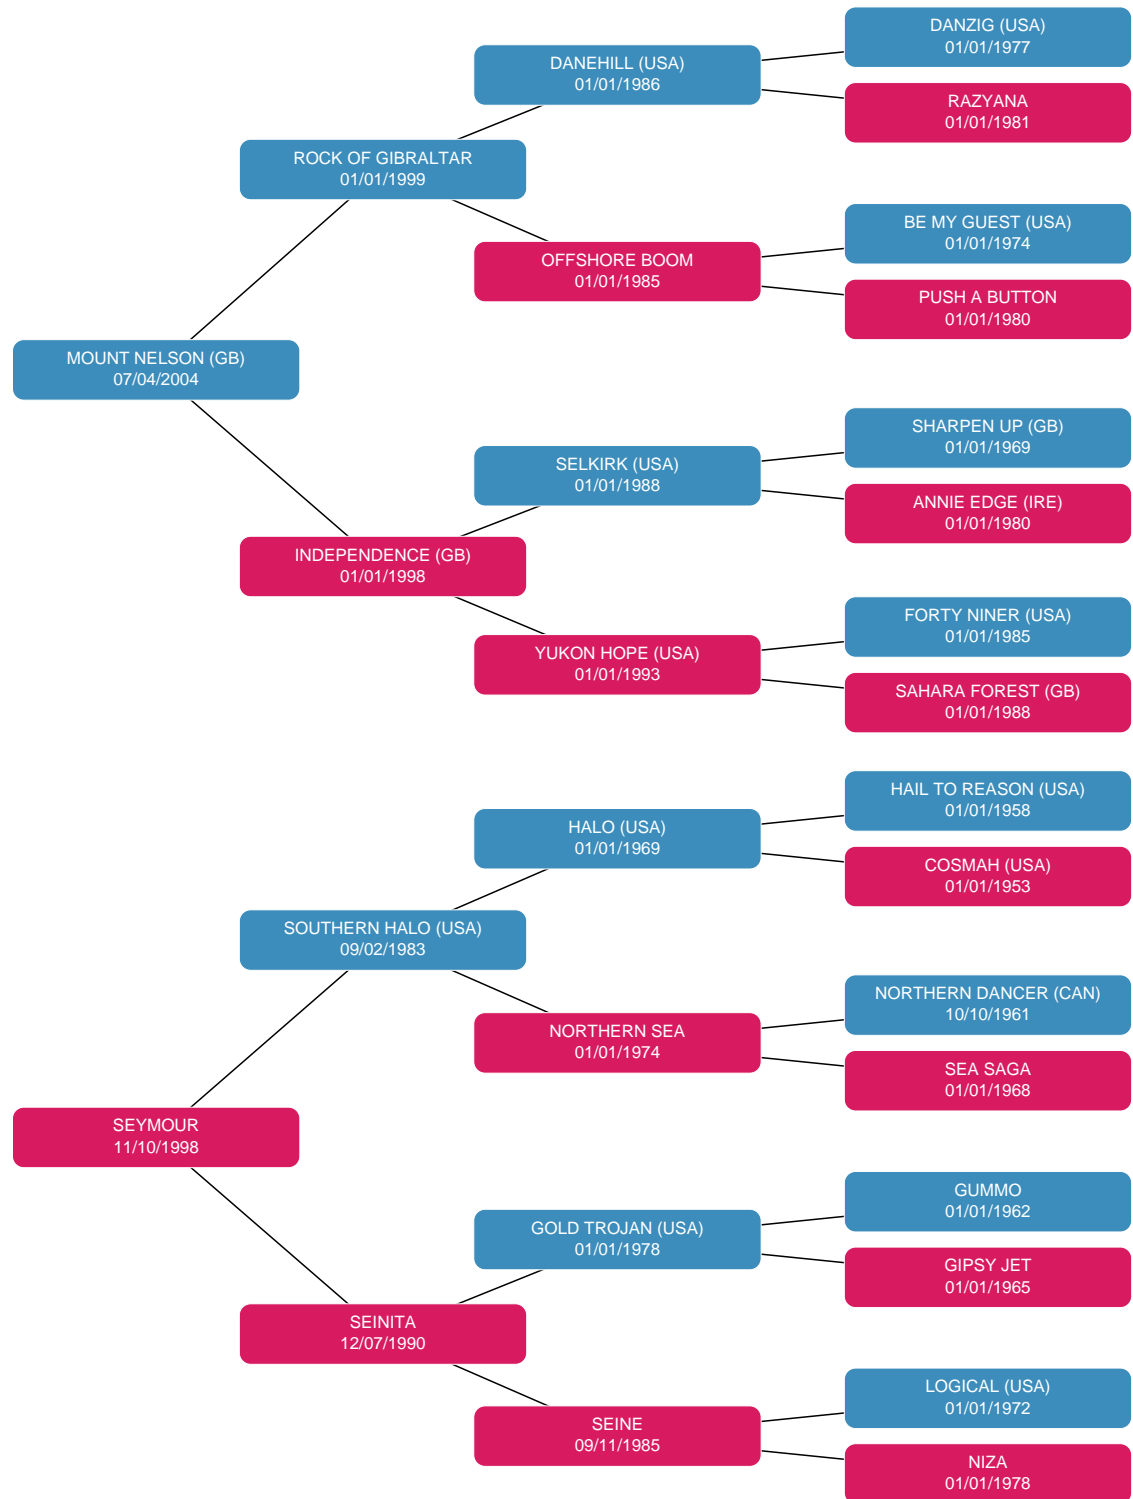 DANZIG (USA)
01/01/1977
DANEHILL (USA)
01/01/1986
RAZYANA
01/01/1981
ROCK OF GIBRALTAR
01/01/1999
BE MY GUEST (USA)
01/01/1974
OFFSHORE BOOM
01/01/1985
PUSH A BUTTON
01/01/1980
MOUNT NELSON (GB)
07/04/2004
SHARPEN UP (GB)
01/01/1969
SELKIRK (USA)
01/01/1988
ANNIE EDGE (IRE)
01/01/1980
INDEPENDENCE (GB)
01/01/1998
FORTY NINER (USA)
01/01/1985
YUKON HOPE (USA)
01/01/1993
SAHARA FOREST (GB)
01/01/1988
HAIL TO REASON (USA)
01/01/1958
HALO (USA)
01/01/1969
COSMAH (USA)
01/01/1953
SOUTHERN HALO (USA)
09/02/1983
NORTHERN DANCER (CAN)
10/10/1961
NORTHERN SEA
01/01/1974
SEA SAGA
01/01/1968
SEYMOUR
11/10/1998
GUMMO
01/01/1962
GOLD TROJAN (USA)
01/01/1978
GIPSY JET
01/01/1965
SEINITA
12/07/1990
LOGICAL (USA)
01/01/1972
SEINE
09/11/1985
NIZA
01/01/1978